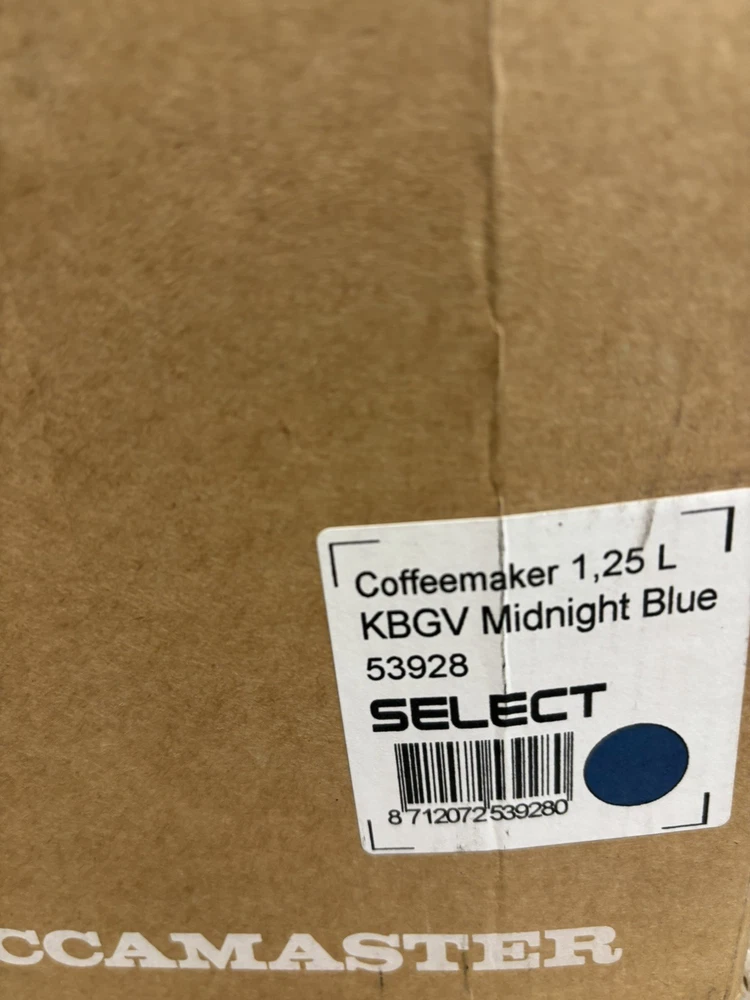 Coffeemaker 1,25 L
KBGV Midnight Blue
53928
SELECT
8 712072 539280
CCAMASTER